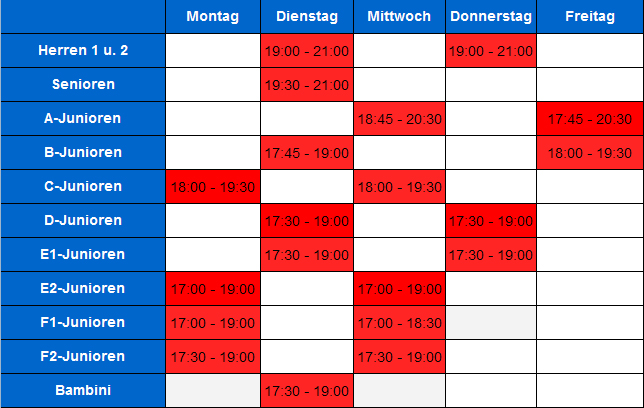 Montag Dienstag Mittwoch Donnerstag Freitag
Herren 1 u. 2 19:00 - 21:00 19:00 - 21:00
Senioren 19:30 - 21:00
A-Junioren 18:45 - 20:30 17:45 - 20:30
B-Junioren 17:45 - 19:00 18:00 - 19:30
C-Junioren 18:00 - 19:30 18:00 - 19:30
D-Junioren 17:30 - 19:00 17:30 - 19:00
E1-Junioren 17:30 - 19:00 17:30 - 19:00
E2-Junioren 17:00 - 19:00 17:00 - 19:00
F1-Junioren 17:00 - 19:00 17:00 - 18:30
F2-Junioren 17:30 - 19:00 17:30 - 19:00
Bambini 17:30 - 19:00